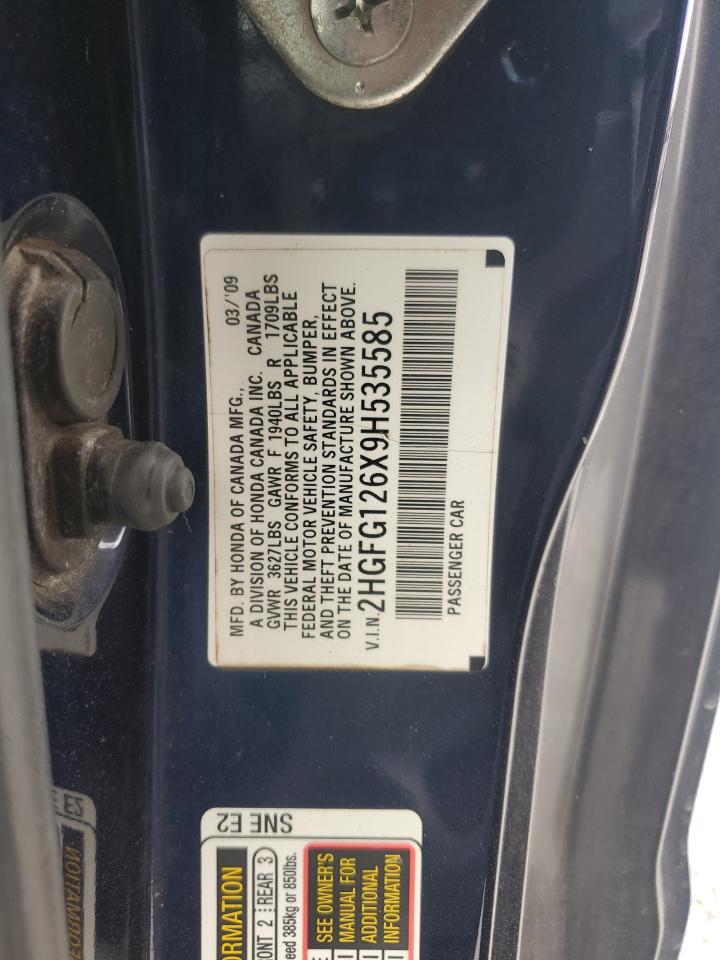 MFD. BY HONDA OF CANADA MFG., 03/'09
A DIVISION OF HONDA CANADA INC. CANADA
GVWR 3627LBS GAWR F 1940LBS R 1709LBS
THIS VEHICLE CONFORMS TO ALL APPLICABLE
FEDERAL MOTOR VEHICLE SAFETY, BUMPER,
AND THEFT PREVENTION STANDARDS IN EFFECT
ON THE DATE OF MANUFACTURE SHOWN ABOVE.
V.I.N. 2HGFG126X9H535585
PASSENGER CAR
SNE E2
2 REAR 3
385kg or 850lbs.
SEE OWNER'S
MANUAL FOR
ADDITIONAL
INFORMATION